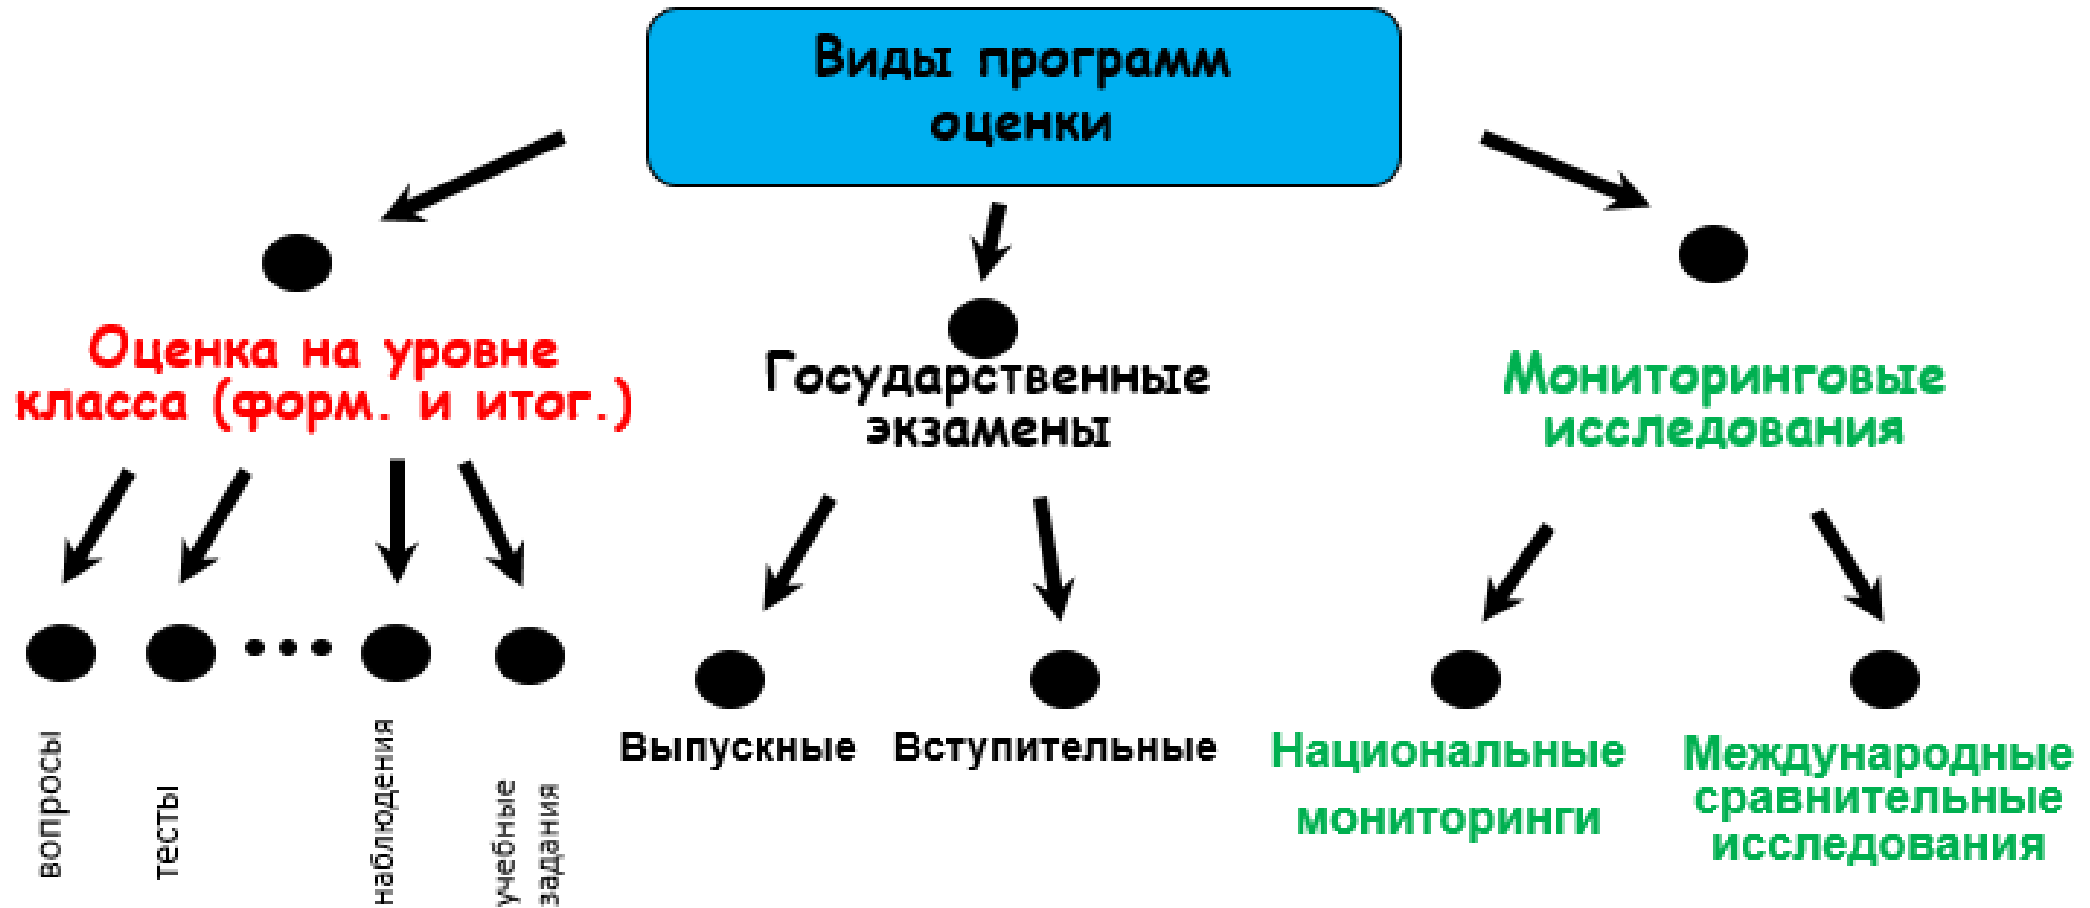 Виды программ
оценки
Оценка на уровне
класса (форм. и итог.)
Государственные
экзамены
Мониторинговые
исследования
вопросы
тесты
наблюдения
учебные
задания
Выпускные
Вступительные
Национальные
мониторинги
Международные
сравнительные
исследования